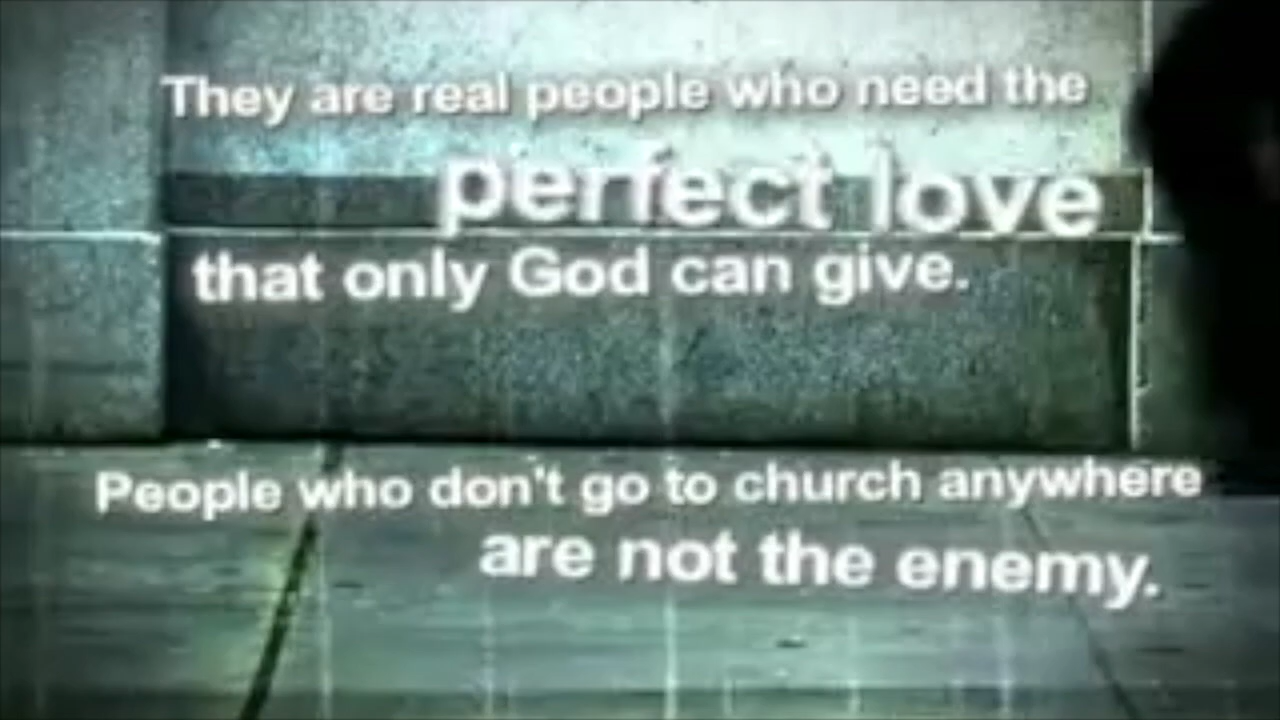 They are real people who need the
perfect love
that only God can give.
People who don't go to church anywhere
are not the enemy.